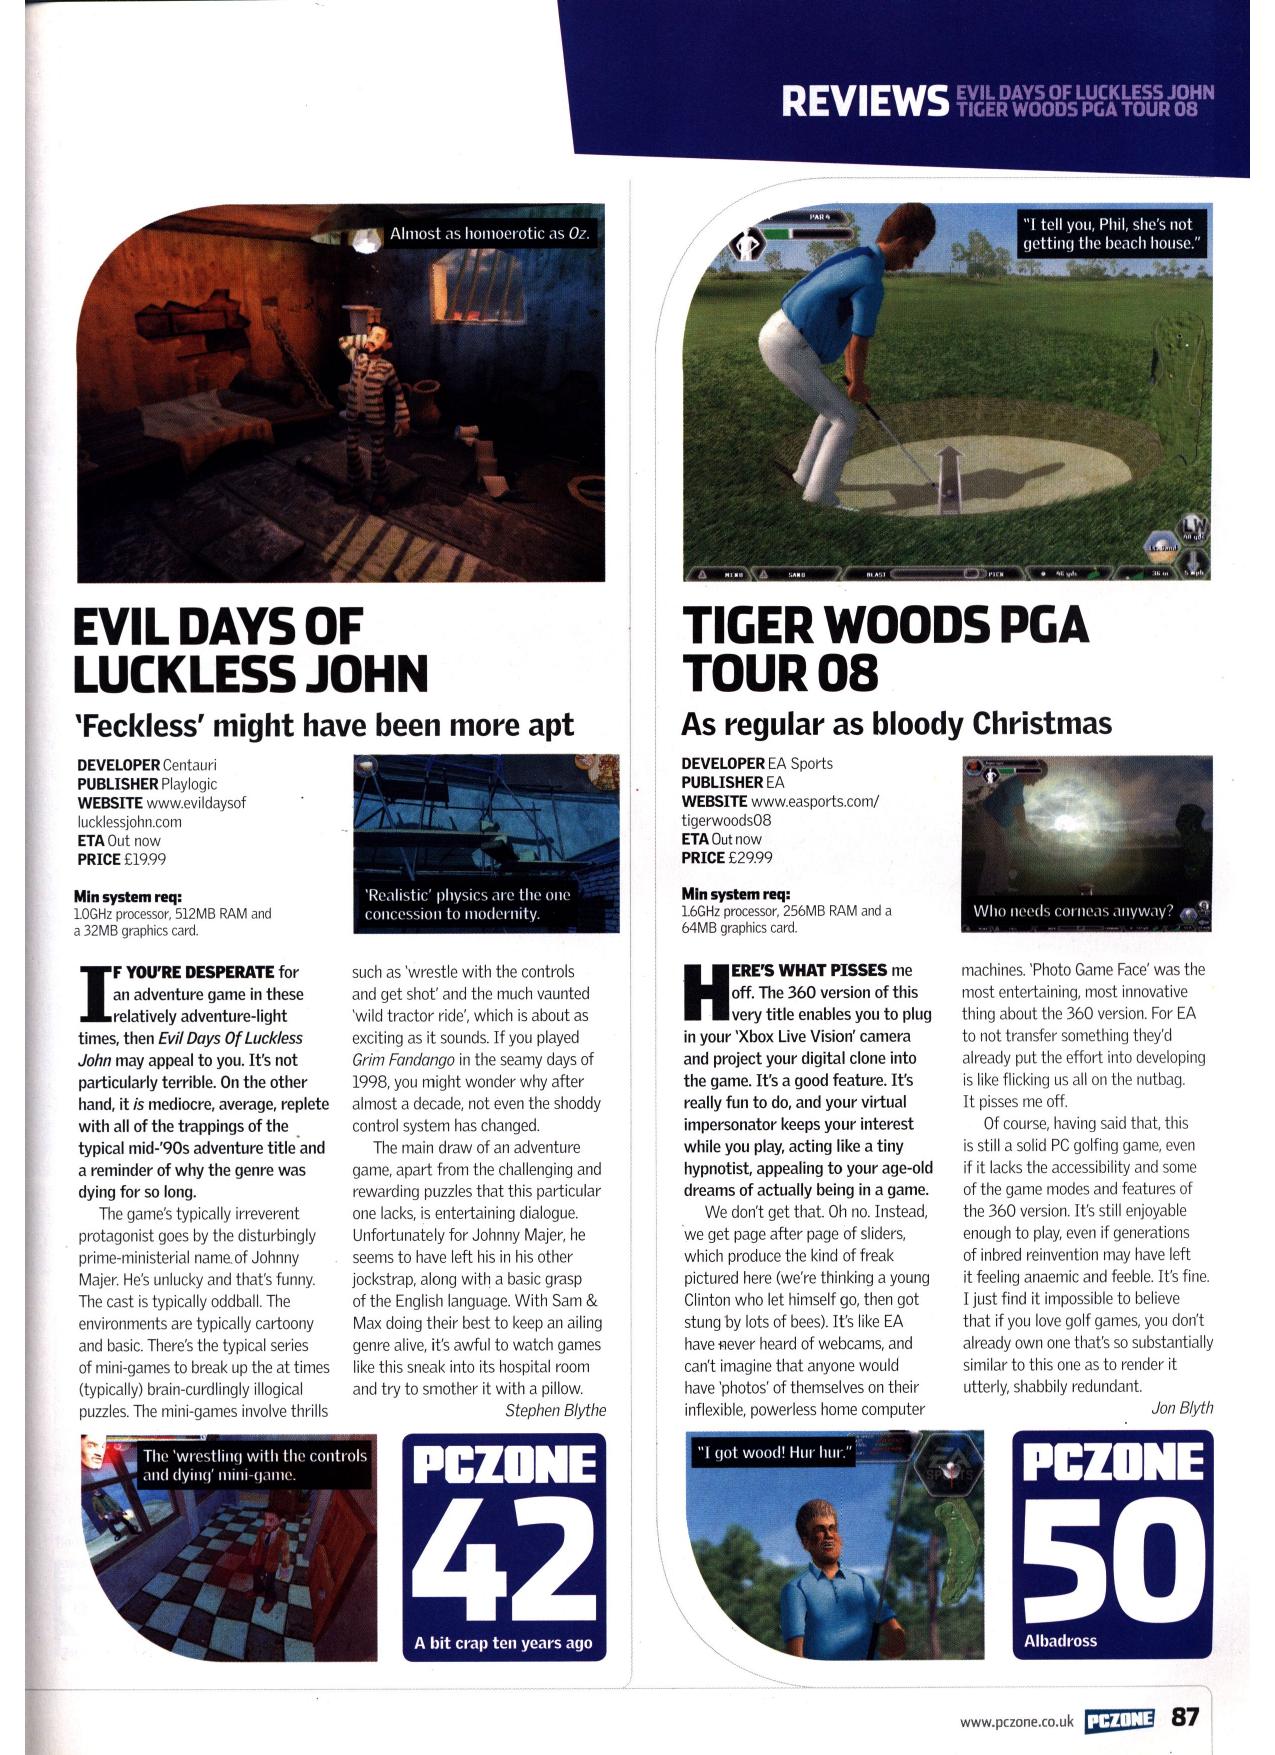 REVIEWS EVIL DAYS OF LUCKLESS JOHN
TIGER WOODS PGA TOUR 08
Almost as homoerotic as Oz.
EVIL DAYS OF
LUCKLESS JOHN
‘Feckless’ might have been more apt
DEVELOPER Centauri
PUBLISHER Playlogic
WEBSITE www.evildaysof
lucklessjohn.com
ETA Out now
PRICE £19.99
Min system req:
1.0GHz processor, 512MB RAM and
a 32MB graphics card.
‘Realistic’ physics are the one
concession to modernity.
IF YOU’RE DESPERATE for
an adventure game in these
relatively adventure-light
times, then Evil Days Of Luckless
John may appeal to you. It’s not
particularly terrible. On the other
hand, it is mediocre, average, replete
with all of the trappings of the
typical mid-’90s adventure title and
a reminder of why the genre was
dying for so long.
The game’s typically irreverent
protagonist goes by the disturbingly
prime-ministerial name of Johnny
Majer. He’s unlucky and that’s funny.
The cast is typically oddball. The
environments are typically cartoony
and basic. There’s the typical series
of mini-games to break up the at times
(typically) brain-curdlingly illogical
puzzles. The mini-games involve thrills
such as ‘wrestle with the controls
and get shot’ and the much vaunted
‘wild tractor ride’, which is about as
exciting as it sounds. If you played
Grim Fandango in the seamy days of
1998, you might wonder why after
almost a decade, not even the shoddy
control system has changed.
The main draw of an adventure
game, apart from the challenging and
rewarding puzzles that this particular
one lacks, is entertaining dialogue.
Unfortunately for Johnny Majer, he
seems to have left his in his other
jockstrap, along with a basic grasp
of the English language. With Sam &
Max doing their best to keep an ailing
genre alive, it’s awful to watch games
like this sneak into its hospital room
and try to smother it with a pillow.
Stephen Blythe
The ‘wrestling with the controls
and dying’ mini-game.
PCZONE
42
A bit crap ten years ago
PAR 4
“I tell you, Phil, she’s not
getting the beach house.”
LW
SAND
BLAST
PICK
46 yds
36 in
5 mph
TIGER WOODS PGA
TOUR 08
As regular as bloody Christmas
DEVELOPER EA Sports
PUBLISHER EA
WEBSITE www.easports.com/
tigerwoods08
ETA Out now
PRICE £29.99
Min system req:
1.6GHz processor, 256MB RAM and a
64MB graphics card.
Who needs corneas anyway?
HERE’S WHAT PISSES me
off. The 360 version of this
very title enables you to plug
in your ‘Xbox Live Vision’ camera
and project your digital clone into
the game. It’s a good feature. It’s
really fun to do, and your virtual
impersonator keeps your interest
while you play, acting like a tiny
hypnotist, appealing to your age-old
dreams of actually being in a game.
We don’t get that. Oh no. Instead,
we get page after page of sliders,
which produce the kind of freak
pictured here (we’re thinking a young
Clinton who let himself go, then got
stung by lots of bees). It’s like EA
have never heard of webcams, and
can’t imagine that anyone would
have ‘photos’ of themselves on their
inflexible, powerless home computer
machines. ‘Photo Game Face’ was the
most entertaining, most innovative
thing about the 360 version. For EA
to not transfer something they’d
already put the effort into developing
is like flicking us all on the nutbag.
It pisses me off.
Of course, having said that, this
is still a solid PC golfing game, even
if it lacks the accessibility and some
of the game modes and features of
the 360 version. It’s still enjoyable
enough to play, even if generations
of inbred reinvention may have left
it feeling anaemic and feeble. It’s fine.
I just find it impossible to believe
that if you love golf games, you don’t
already own one that’s so substantially
similar to this one as to render it
utterly, shabbily redundant.
Jon Blyth
“I got wood! Hur hur.”
EA
SPORTS
PCZONE
50
Albadross
www.pczone.co.uk PCZONE 87